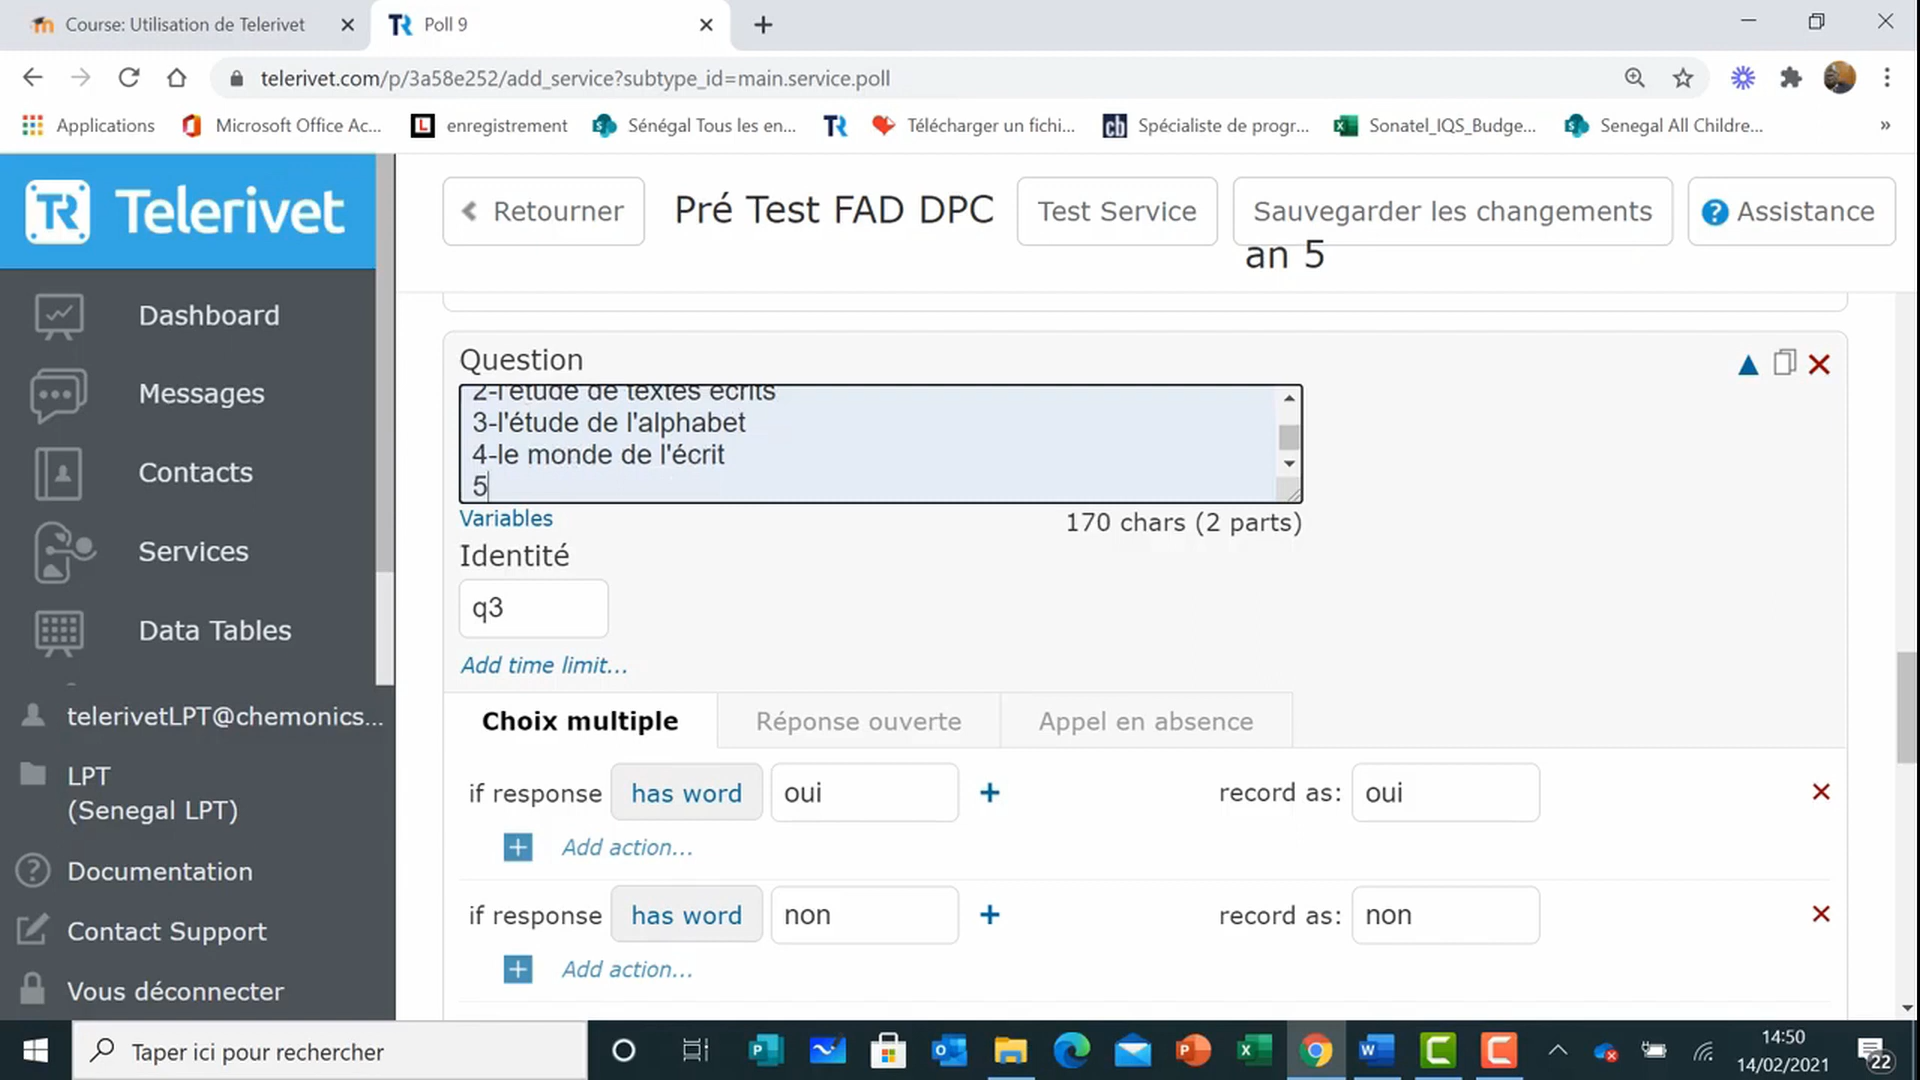 Course: Utilisation de Telerivet
Poll 9
telerivet.com/p/3a58e252/add_service?subtype_id=main.service.poll
Applications
Microsoft Office Ac...
enregistrement
Sénégal Tous les en...
Télécharger un fichi...
Spécialiste de progr...
Sonatel_IQS_Budge...
Senegal All Childre...
»
Telerivet
Retourner
Pré Test FAD DPC
an 5
Test Service
Sauvegarder les changements
Assistance
Dashboard
Messages
Contacts
Services
Data Tables
telerivetLPT@chemonics...
LPT
(Senegal LPT)
Documentation
Contact Support
Vous déconnecter
Question
2-l'étude de textes écrits
3-l'étude de l'alphabet
4-le monde de l'écrit
5
Variables
170 chars (2 parts)
Identité
q3
Add time limit...
Choix multiple
Réponse ouverte
Appel en absence
if response has word oui + record as: oui
Add action...
if response has word non + record as: non
Add action...
Taper ici pour rechercher
14:50
14/02/2021
22